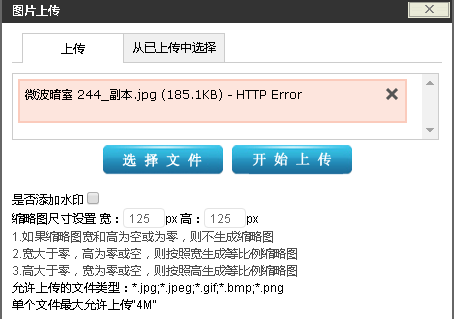 图片上传
上传 从已上传中选择
微波暗室 244_副本.jpg (185.1KB) - HTTP Error
选择文件 开始上传
是否添加水印
缩略图尺寸设置 宽：125px 高：125px
1.如果缩略图宽和高为空或为零，则不生成缩略图
2.宽大于零，高为零或空，则按照宽生成等比例缩略图
3.高大于零，宽为零或空，则按照高生成等比例缩略图
允许上传的文件类型：*.jpg;*.jpeg;*.gif;*.bmp;*.png
单个文件最大允许上传"4M"